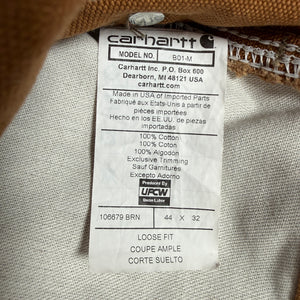 carhartt
MODEL NO. B01-M
Carhartt Inc. P.O. Box 600
Dearborn, MI 48121 USA
carhartt.com
Made in USA of Imported Parts
Fabriqué aux Etats-Unis à partir
de pièces importées
Hecho en los EE.UU. de piezas
importadas
100% Cotton
100% Coton
100% Algodon
Exclusive Trimming
Sauf Garnitures
Excepto Adorno
Produced By
UFCW
Union Labor
106679 BRN 44 X 32
LOOSE FIT
COUPE AMPLE
CORTE SUELTO